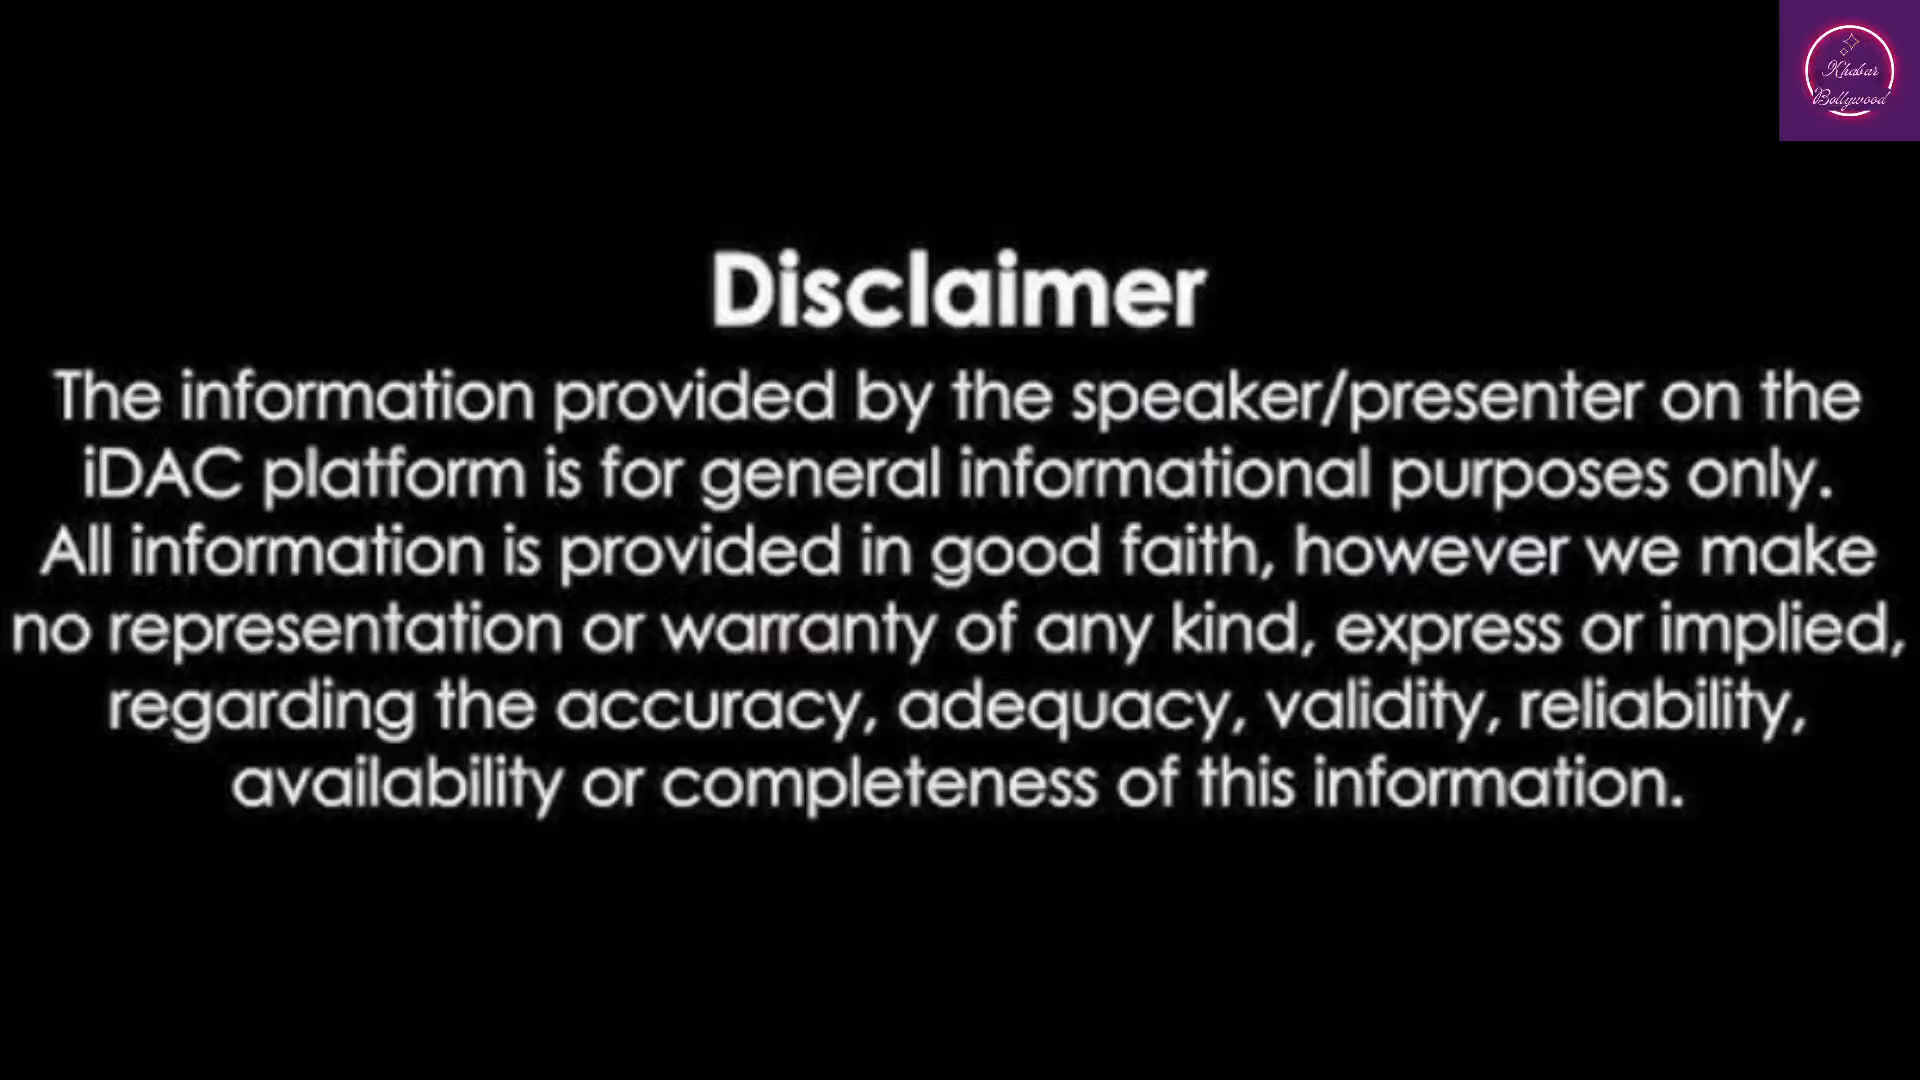 Khabar
Bollywood
Disclaimer
The information provided by the speaker/presenter on the
iDAC platform is for general informational purposes only.
All information is provided in good faith, however we make
no representation or warranty of any kind, express or implied,
regarding the accuracy, adequacy, validity, reliability,
availability or completeness of this information.